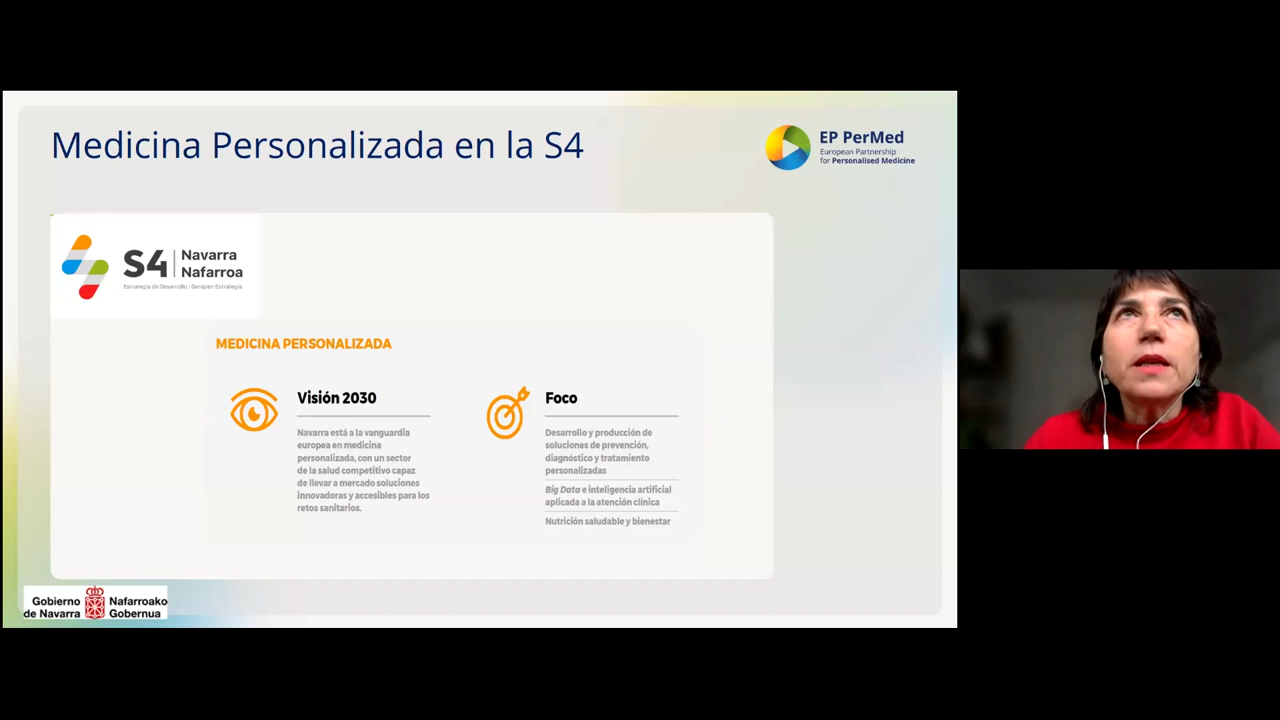 Medicina Personalizada en la S4
EP PerMed
European Partnership
for Personalised Medicine
S4
Navarra
Nafarroa
Estrategia de Desarrollo | Garapen Estrategia
MEDICINA PERSONALIZADA
Visión 2030
Navarra está a la vanguardia
europea en medicina
personalizada, con un sector
de la salud competitivo capaz
de llevar a mercado soluciones
innovadoras y accesibles para los
retos sanitarios.
Foco
Desarrollo y producción de
soluciones de prevención,
diagnóstico y tratamiento
personalizadas
Big Data e inteligencia artificial
aplicada a la atención clínica
Nutrición saludable y bienestar
Gobierno
de Navarra
Nafarroako
Gobernua